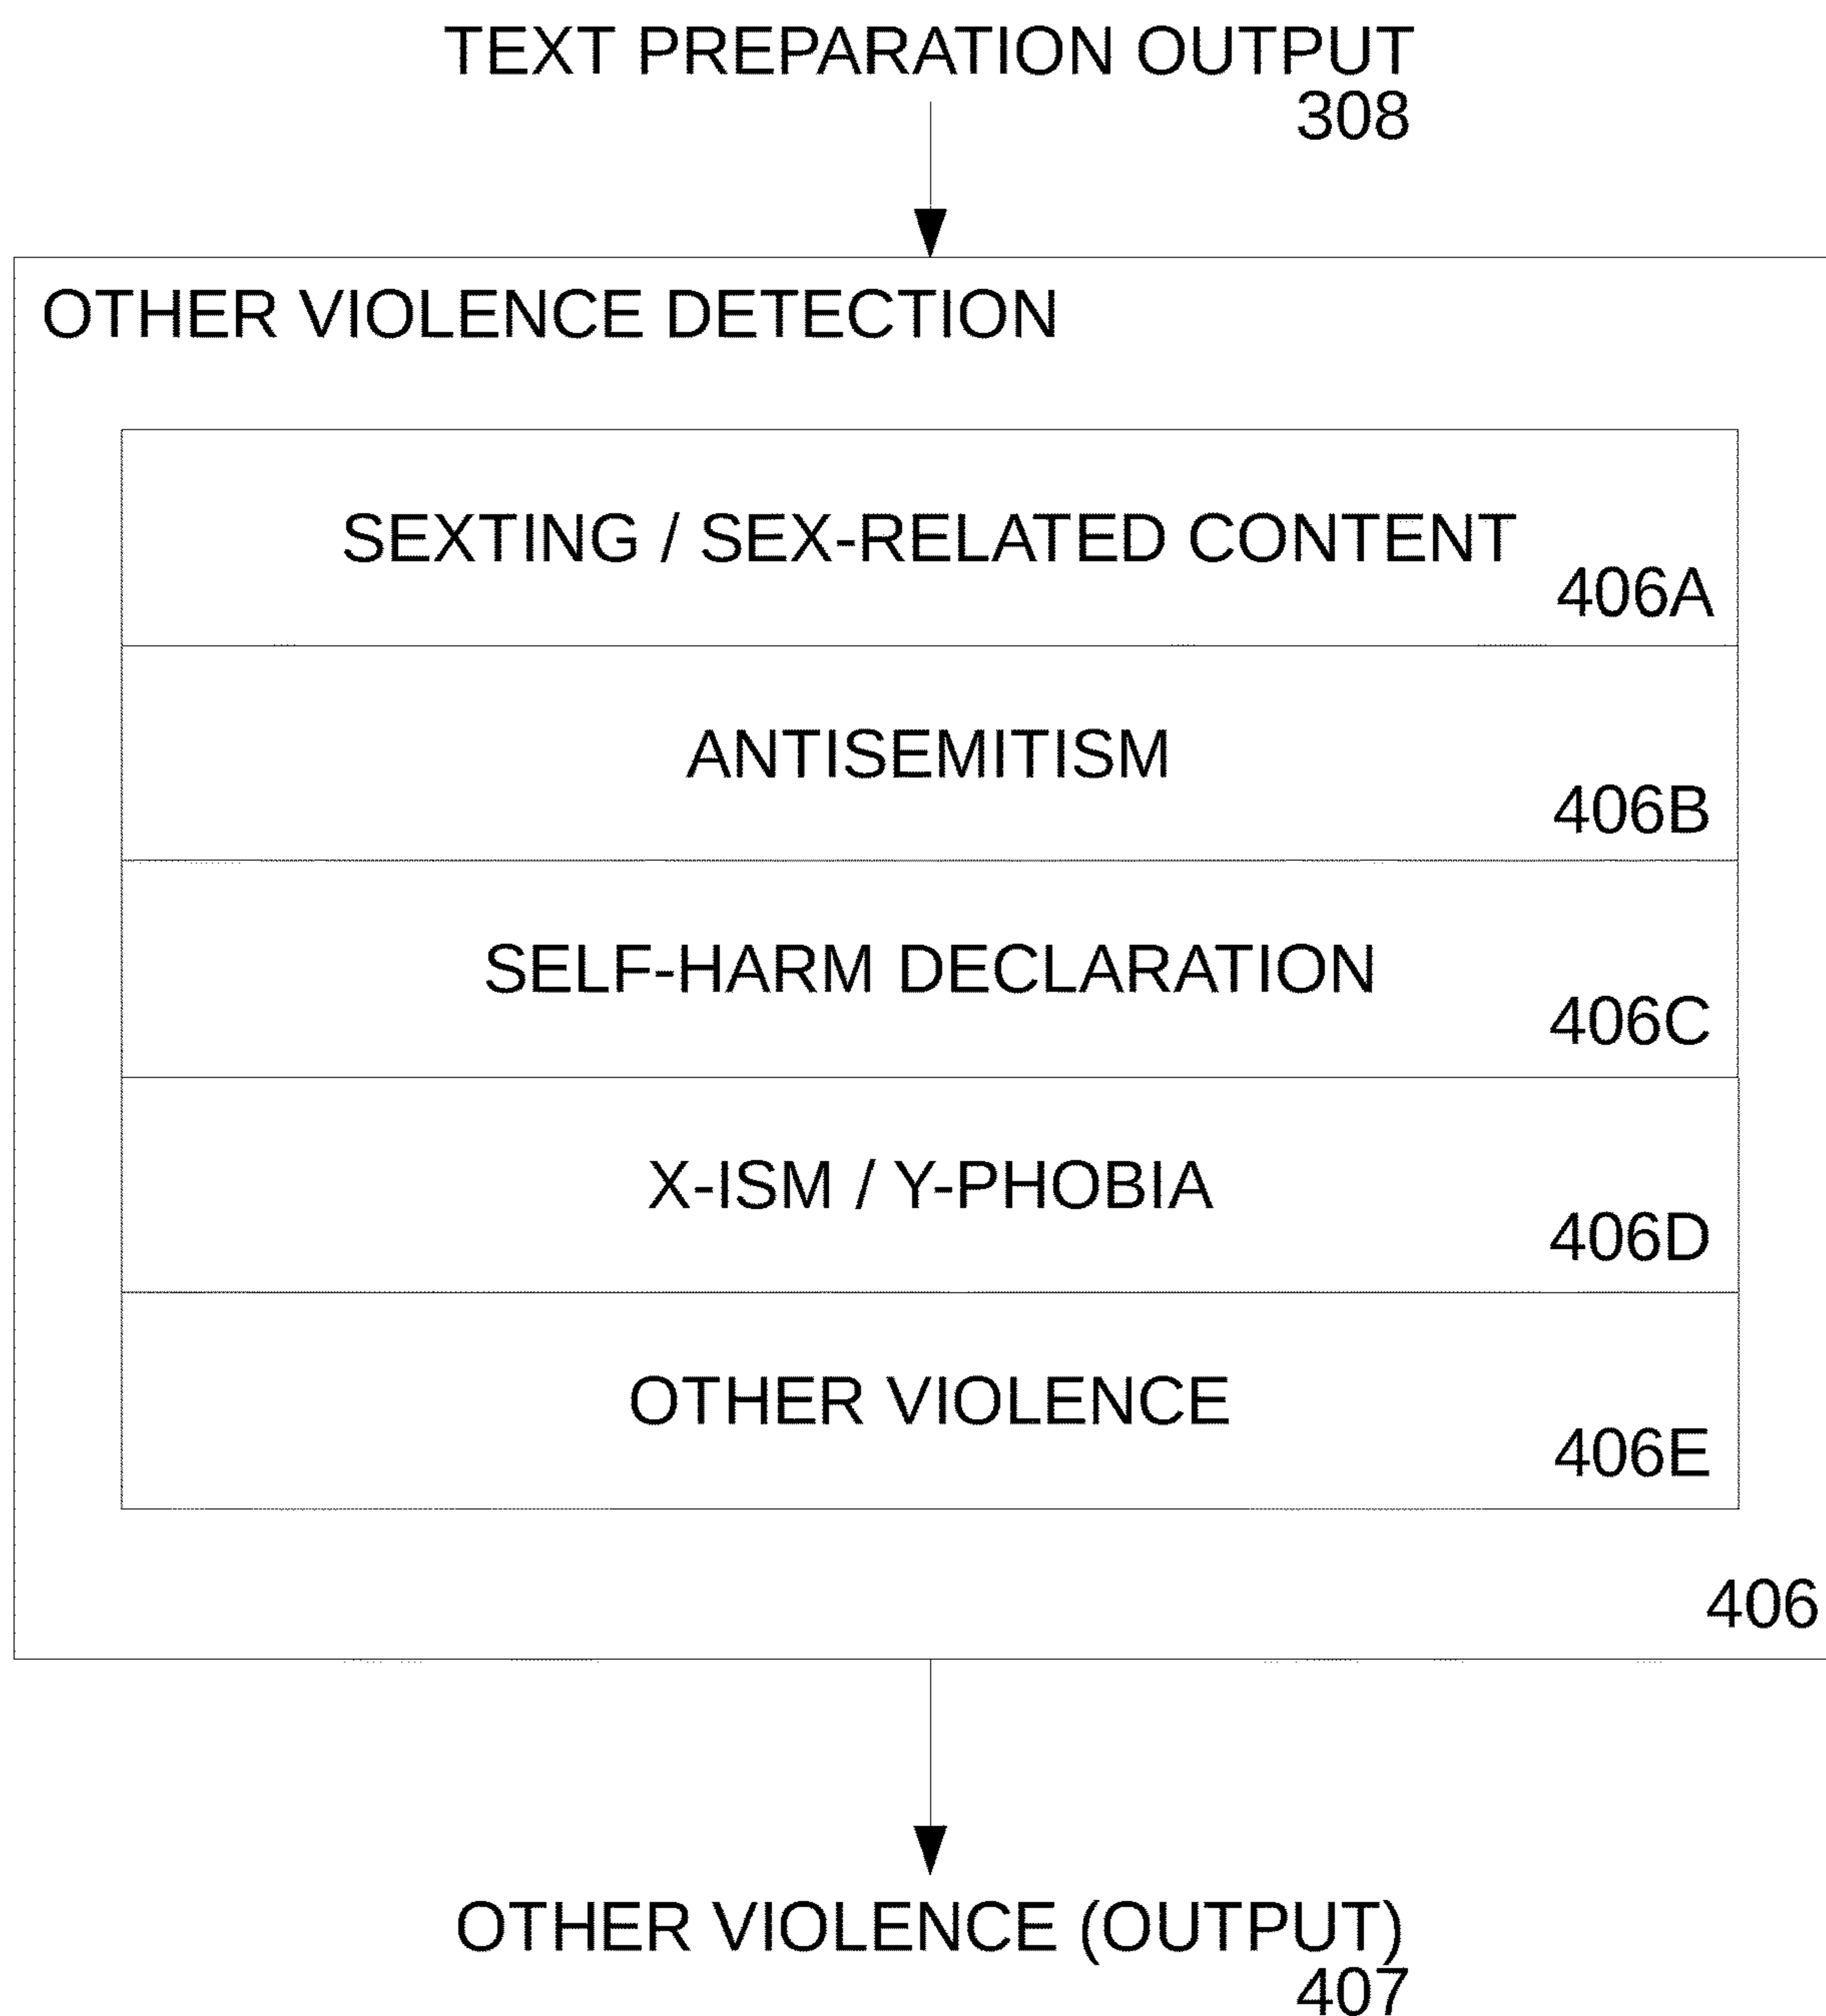 TEXT PREPARATION OUTPUT
308
OTHER VIOLENCE DETECTION
SEXTING / SEX-RELATED CONTENT
406A
ANTISEMITISM
406B
SELF-HARM DECLARATION
406C
X-ISM / Y-PHOBIA
406D
OTHER VIOLENCE
406E
406
OTHER VIOLENCE (OUTPUT)
407